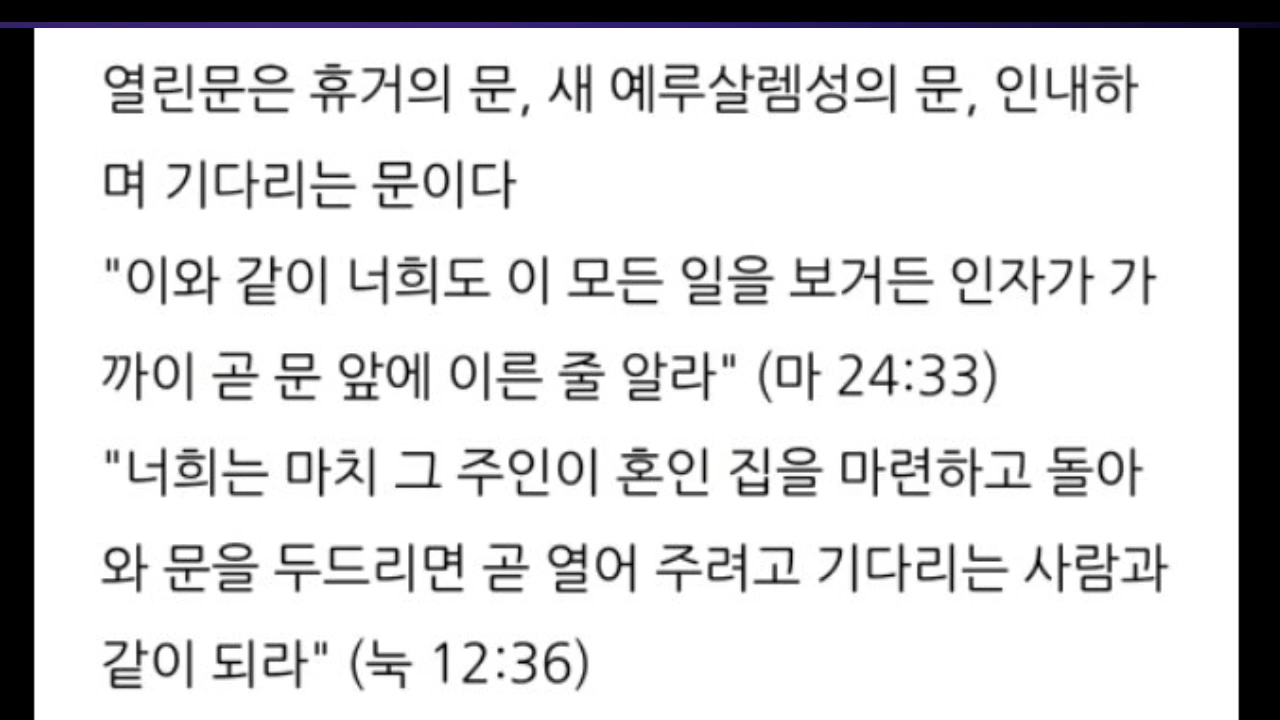 열린문은 휴거의 문, 새 예루살렘성의 문, 인내하
며 기다리는 문이다
"이와 같이 너희도 이 모든 일을 보거든 인자가 가
까이 곧 문 앞에 이른 줄 알라" (마 24:33)
"너희는 마치 그 주인이 혼인 집을 마련하고 돌아
와 문을 두드리면 곧 열어 주려고 기다리는 사람과
같이 되라" (눅 12:36)